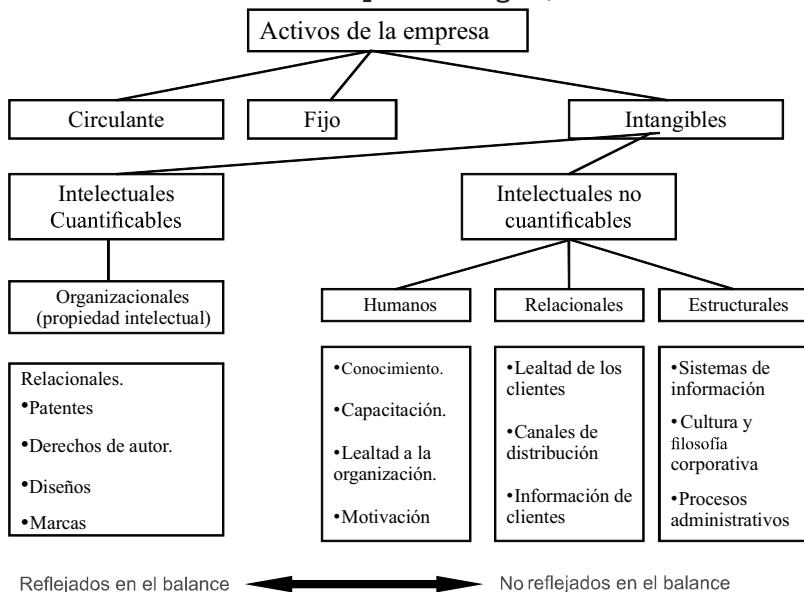 Activos de la empresa
Circulante
Fijo
Intangibles
Intelectuales
Cuantificables
Intelectuales no
cuantificables
Organizacionales
(propiedad intelectual)
Humanos
Relacionales
Estructurales
Relacionales.
•Patentes
•Derechos de autor.
•Diseños
•Marcas
•Conocimiento.
•Capacitación.
•Lealtad a la
organización.
•Motivación
•Lealtad de los
clientes
•Canales de
distribución
•Información de
clientes
•Sistemas de
información
•Cultura y
filosofía
corporativa
•Procesos
administrativos
Reflejados en el balance
No reflejados en el balance